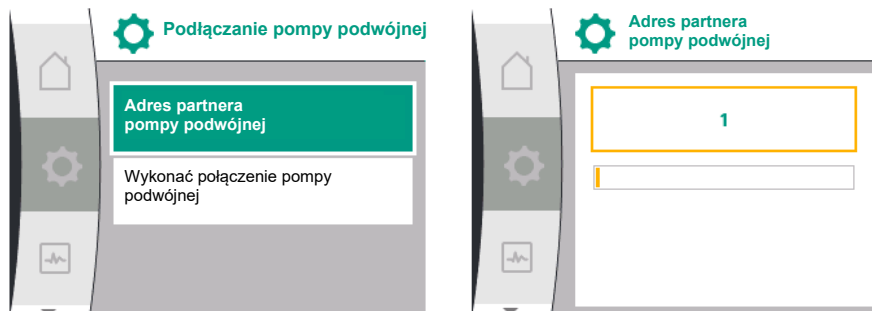 Podłączanie pompy podwójnej
Adres partnera
pompy podwójnej
Wykonać połączenie pompy
podwójnej
Adres partnera
pompy podwójnej
1